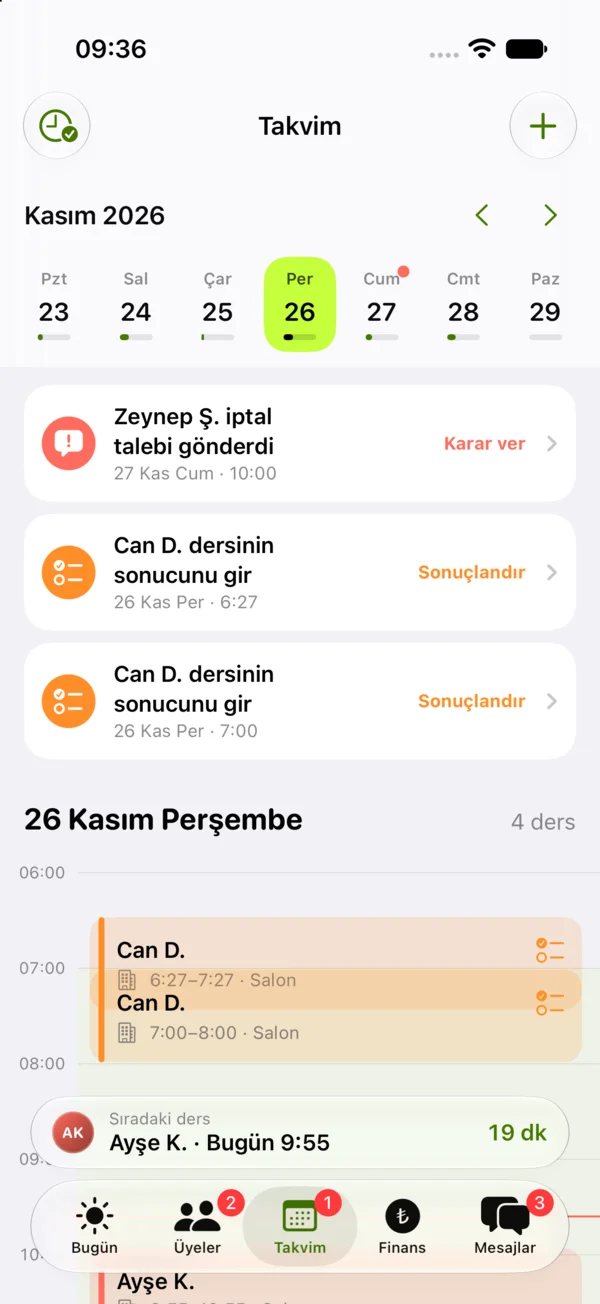 09:36
Takvim
Kasım 2026
Pzt Sal Çar Per Cum Cmt Paz
23 24 25 26 27 28 29
Zeynep Ş. iptal
talebi gönderdi
Karar ver
27 Kas Cum · 10:00
Can D. dersinin
sonucunu gir
Sonuçlandır
26 Kas Per · 6:27
Can D. dersinin
sonucunu gir
Sonuçlandır
26 Kas Per · 7:00
26 Kasım Perşembe
4 ders
06:00
Can D.
07:00
6:27–7:27 · Salon
Can D.
7:00–8:00 · Salon
08:00
Sıradaki ders
AK
Ayşe K. · Bugün 9:55
19 dk
09:
2
1
3
Bugün
Üyeler
Takvim
Finans
Mesajlar
10
Ayşe K.